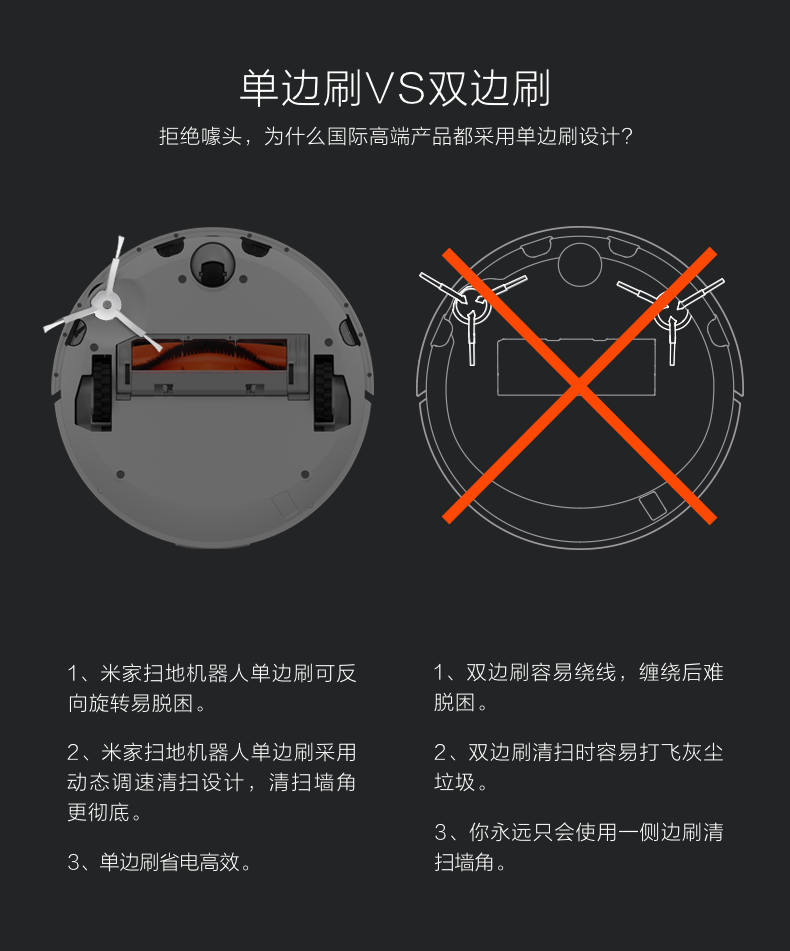 单边刷VS双边刷
拒绝噱头，为什么国际高端产品都采用单边刷设计？
1、米家扫地机器人单边刷可反
向旋转易脱困。
2、米家扫地机器人单边刷采用
动态调速清扫设计，清扫墙角
更彻底。
3、单边刷省电高效。
1、双边刷容易绕线，缠绕后难
脱困。
2、双边刷清扫时容易打飞灰尘
垃圾。
3、你永远只会使用一侧边刷清
扫墙角。